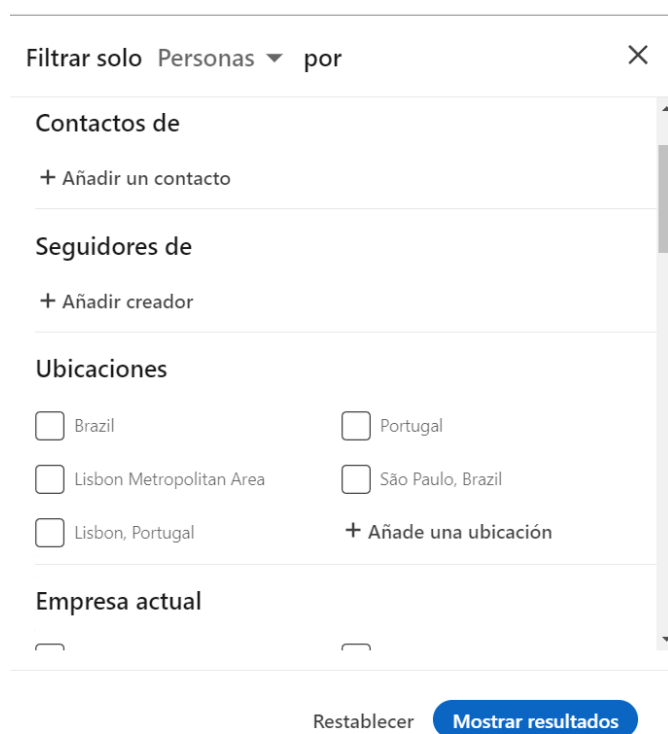 Filtrar solo Personas por
Contactos de
+ Añadir un contacto
Seguidores de
+ Añadir creador
Ubicaciones
Brazil
Portugal
Lisbon Metropolitan Area
São Paulo, Brazil
Lisbon, Portugal
+ Añade una ubicación
Empresa actual
Restablecer
Mostrar resultados